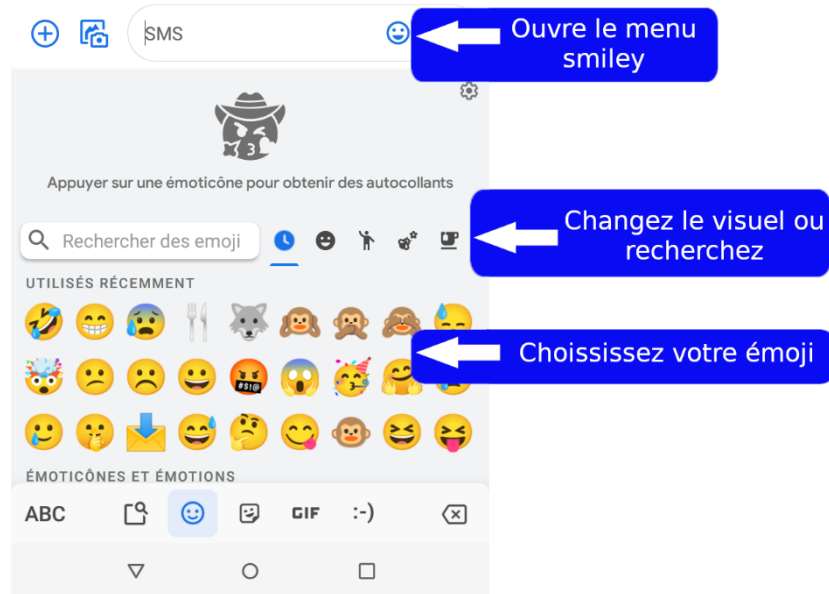 SMS
Ouvre le menu
smiley
Appuyer sur une émoticône pour obtenir des autocollants
Rechercher des emoji
Changez le visuel ou
recherchez
UTILISÉS RÉCEMMENT
Choississez votre émoji
ÉMOTICÔNES ET ÉMOTIONS
ABC GIF :-)